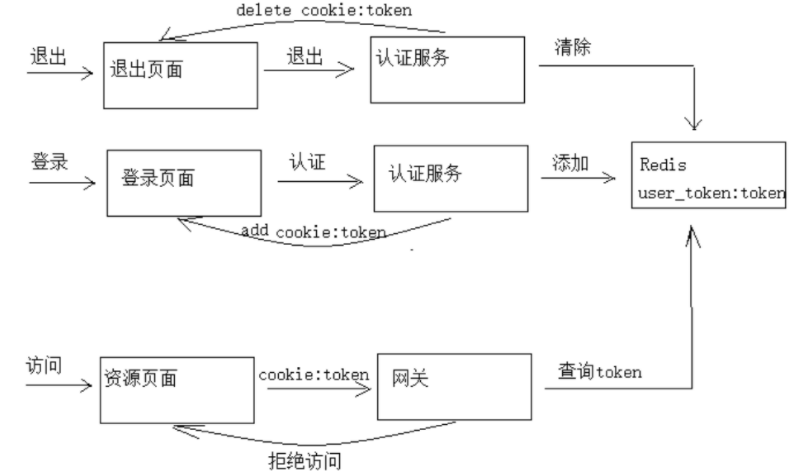 delete cookie:token
退出
退出页面
退出
认证服务
清除
登录
登录页面
认证
认证服务
添加
Redis
user_token:token
add cookie:token
访问
资源页面
cookie:token
网关
查询token
拒绝访问